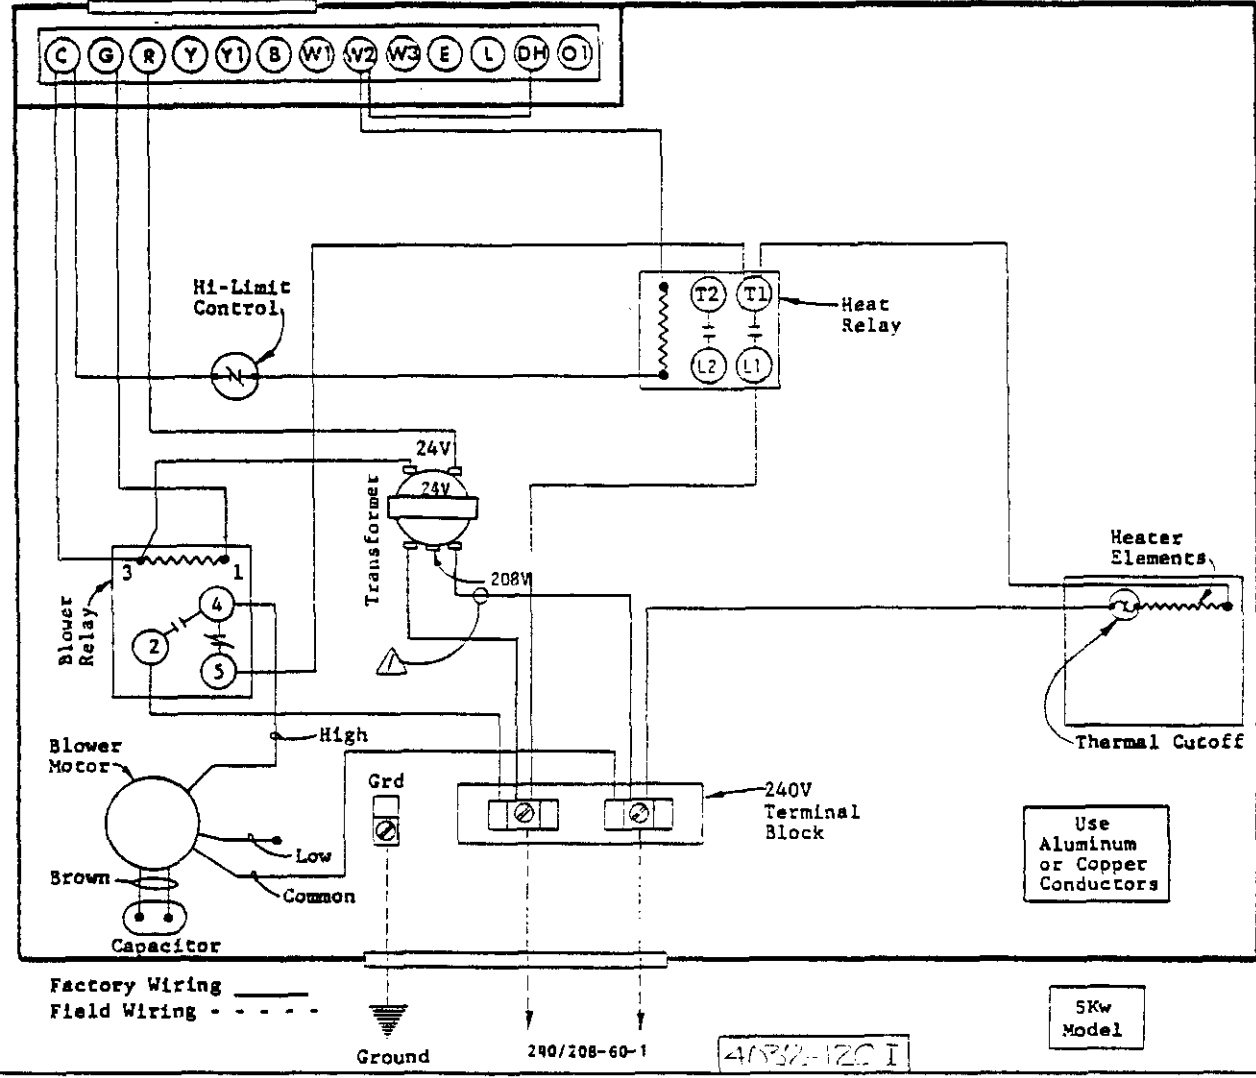 C G R Y Y1 B W1 W2 W3 E L DH O1
Hi-Limit
Control
T2 T1
L2 L1
Heat
Relay
24V
24V
Transformer
208V
Heater
Elements
3 1
4
2
5
Blower
Relay
High
Blower
Motor
Grd
240V
Terminal
Block
Thermal Cutoff
Low
Common
Brown
Capacitor
Use
Aluminum
or Copper
Conductors
Factory Wiring
Field Wiring
Ground
240/208-60-1
5Kw
Model